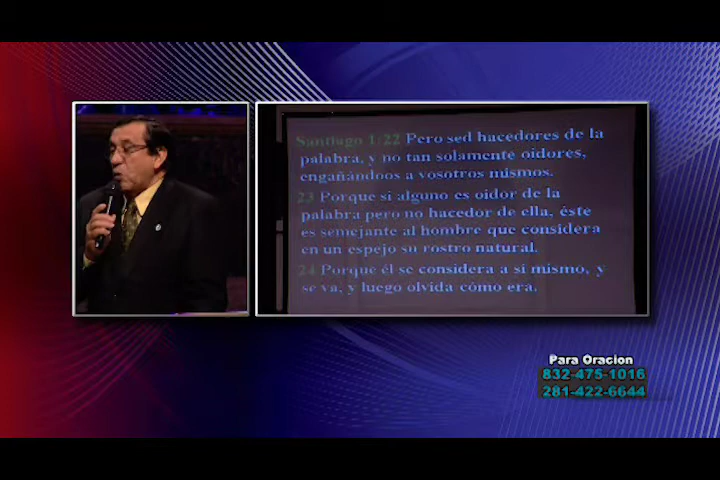 Santiago 1:22 Pero sed hacedores de la
palabra, y no tan solamente oidores,
engañándoos a vosotros mismos.
23 Porque si alguno es oidor de la
palabra pero no hacedor de ella, éste
es semejante al hombre que considera
en un espejo su rostro natural.
24 Porque él se considera a sí mismo, y
se va, y luego olvida cómo era.
Para Oracion
832-475-1016
281-422-6644